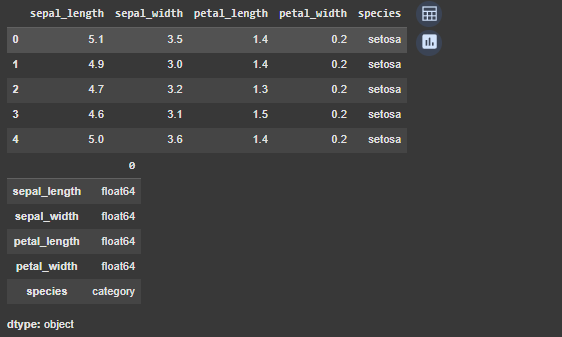 sepal_length sepal_width petal_length petal_width species
0 5.1 3.5 1.4 0.2 setosa
1 4.9 3.0 1.4 0.2 setosa
2 4.7 3.2 1.3 0.2 setosa
3 4.6 3.1 1.5 0.2 setosa
4 5.0 3.6 1.4 0.2 setosa
0
sepal_length float64
sepal_width float64
petal_length float64
petal_width float64
species category
dtype: object